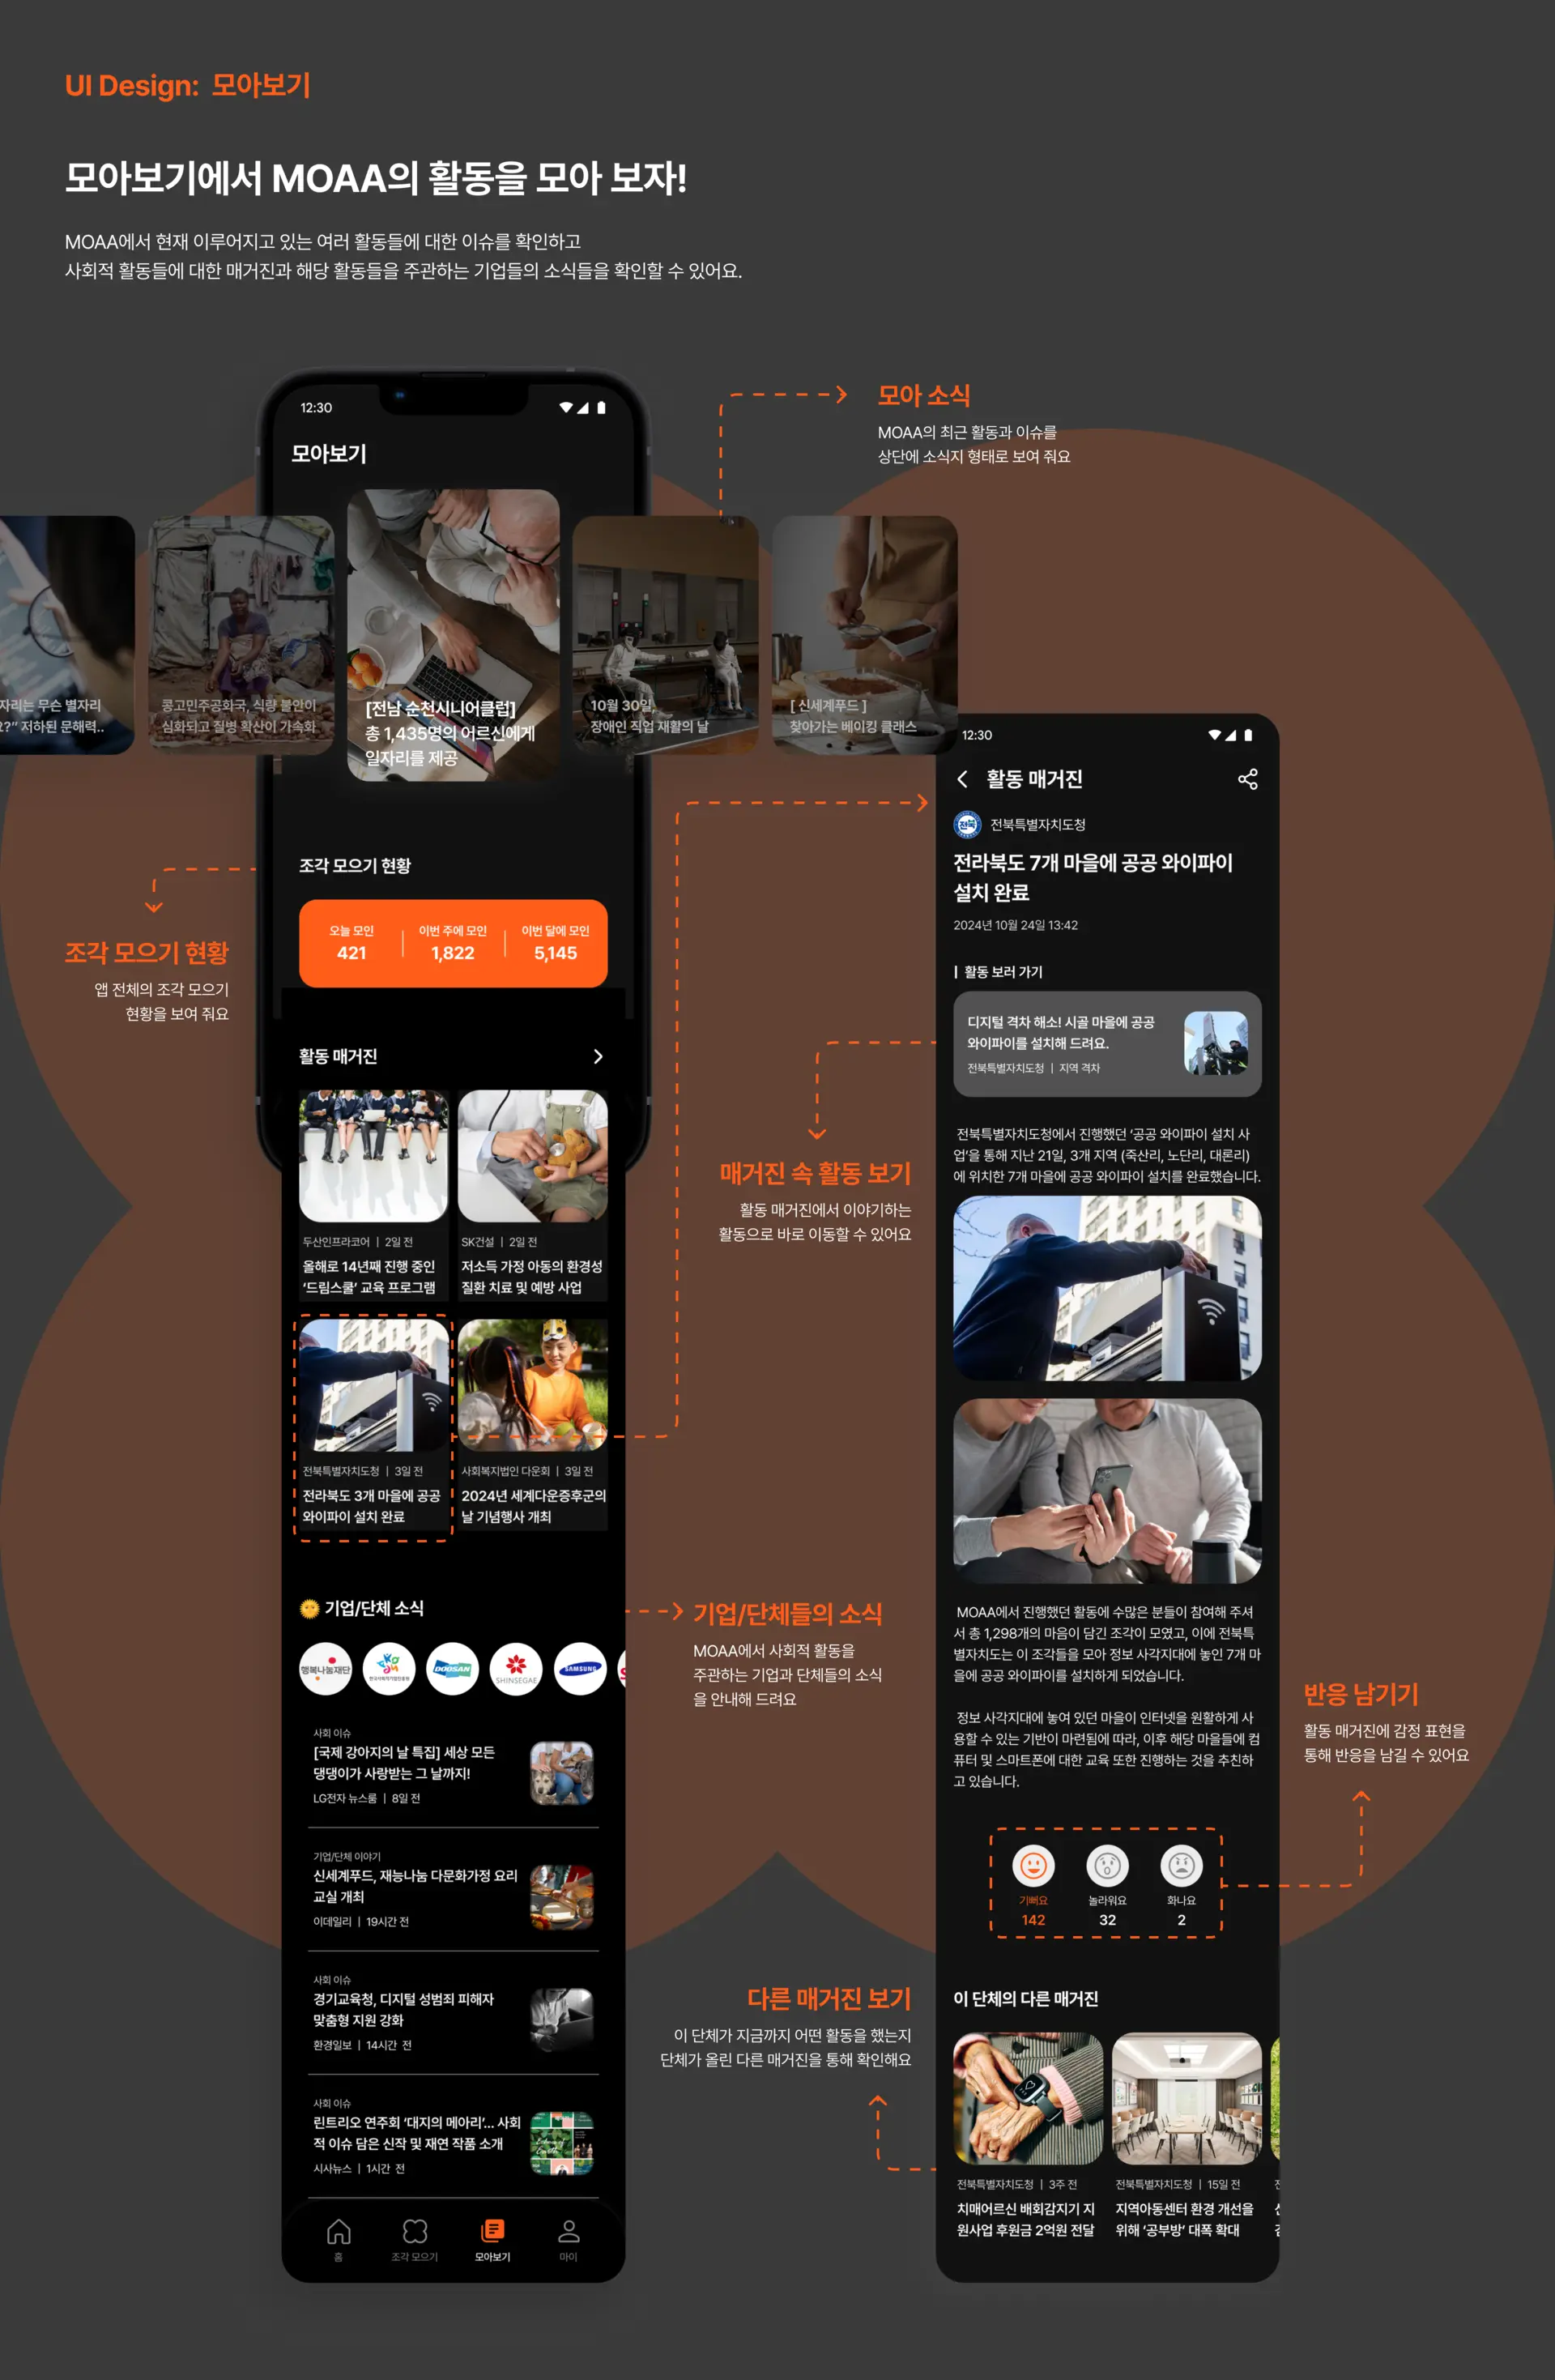 UI Design: 모아보기
모아보기에서 MOAA의 활동을 모아 보자!
MOAA에서 현재 이루어지고 있는 여러 활동들에 대한 이슈를 확인하고
사회적 활동들에 대한 매거진과 해당 활동들을 주관하는 기업들의 소식들을 확인할 수 있어요.
12:30
모아보기
모아 소식
MOAA의 최근 활동과 이슈를
상단에 소식지 형태로 보여 줘요
자리는 무슨 별자리
?” 저하된 문해력..
콩고민주공화국, 식량 불안이
심화되고 질병 확산이 가속화
[전남 순천시니어클럽]
총 1,435명의 어르신에게
일자리를 제공
10월 30일,
장애인 직업 재활의 날
[ 신세계푸드 ]
찾아가는 베이킹 클래스
조각 모으기 현황
오늘 모인
421
이번 주에 모인
1,822
이번 달에 모인
5,145
조각 모으기 현황
앱 전체의 조각 모으기
현황을 보여 줘요
활동 매거진
두산인프라코어 | 2일 전
올해로 14년째 진행 중인
‘드림스쿨’ 교육 프로그램
SK건설 | 2일 전
저소득 가정 아동의 환경성
질환 치료 및 예방 사업
전북특별자치도청 | 3일 전
전라북도 3개 마을에 공공
와이파이 설치 완료
사회복지법인 다운회 | 3일 전
2024년 세계다운증후군의
날 기념행사 개최
기업/단체 소식
행복나눔재단
DOOSAN
SHINSEGAE
SAMSUNG
기업/단체들의 소식
MOAA에서 사회적 활동을
주관하는 기업과 단체들의 소식
을 안내해 드려요
사회 이슈
[국제 강아지의 날 특집] 세상 모든
댕댕이가 사랑받는 그 날까지!
LG전자 뉴스룸 | 8일 전
기업/단체 이야기
신세계푸드, 재능나눔 다문화가정 요리
교실 개최
이데일리 | 19시간 전
사회 이슈
경기교육청, 디지털 성범죄 피해자
맞춤형 지원 강화
환경일보 | 14시간 전
사회 이슈
린트리오 연주회 ‘대지의 메아리’... 사회
적 이슈 담은 신작 및 재연 작품 소개
시사뉴스 | 1시간 전
홈
조각 모으기
모아보기
마이
12:30
활동 매거진
전북
전북특별자치도청
전라북도 7개 마을에 공공 와이파이
설치 완료
2024년 10월 24일 13:42
활동 보러 가기
디지털 격차 해소! 시골 마을에 공공
와이파이를 설치해 드려요.
전북특별자치도청 | 지역 격차
매거진 속 활동 보기
활동 매거진에서 이야기하는
활동으로 바로 이동할 수 있어요
전북특별자치도청에서 진행했던 ‘공공 와이파이 설치 사
업’을 통해 지난 21일, 3개 지역 (죽산리, 노단리, 대론리)
에 위치한 7개 마을에 공공 와이파이 설치를 완료했습니다.
MOAA에서 진행했던 활동에 수많은 분들이 참여해 주셔
서 총 1,298개의 마음이 담긴 조각이 모였고, 이에 전북특
별자치도는 이 조각들을 모아 정보 사각지대에 놓인 7개 마
을에 공공 와이파이를 설치하게 되었습니다.
정보 사각지대에 놓여 있던 마을이 인터넷을 원활하게 사
용할 수 있는 기반이 마련됨에 따라, 이후 해당 마을들에 컴
퓨터 및 스마트폰에 대한 교육 또한 진행하는 것을 추진하
고 있습니다.
반응 남기기
활동 매거진에 감정 표현을
통해 반응을 남길 수 있어요
기뻐요
142
놀라워요
32
화나요
2
다른 매거진 보기
이 단체가 지금까지 어떤 활동을 했는지
단체가 올린 다른 매거진을 통해 확인해요
이 단체의 다른 매거진
전북특별자치도청 | 3주 전
치매어르신 배회감지기 지
원사업 후원금 2억원 전달
전북특별자치도청 | 15일 전
지역아동센터 환경 개선을
위해 ‘공부방’ 대폭 확대